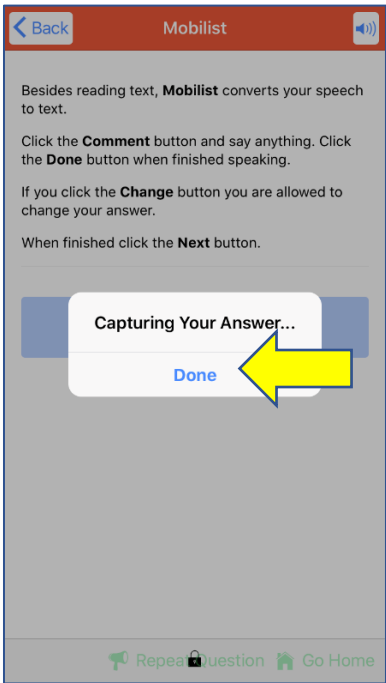 Back Mobilist
Besides reading text, Mobilist converts your speech
to text.
Click the Comment button and say anything. Click
the Done button when finished speaking.
If you click the Change button you are allowed to
change your answer.
When finished click the Next button.
Capturing Your Answer...
Done
Repeat Question Go Home